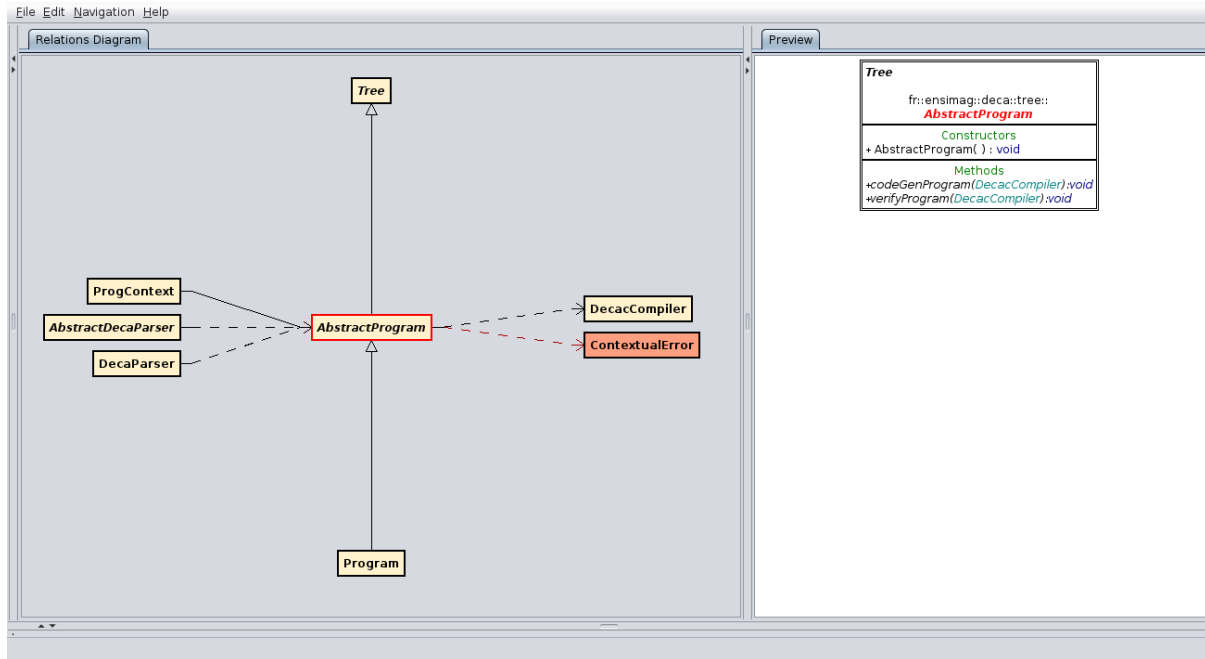 File Edit Navigation Help
Relations Diagram
Tree
ProgContext
AbstractDecaParser
DecaParser
AbstractProgram
DecacCompiler
ContextualError
Program
Preview
Tree
fr::ensimag::deca::tree::
AbstractProgram
Constructors
+ AbstractProgram( ) : void
Methods
+codeGenProgram(DecacCompiler):void
+verifyProgram(DecacCompiler):void